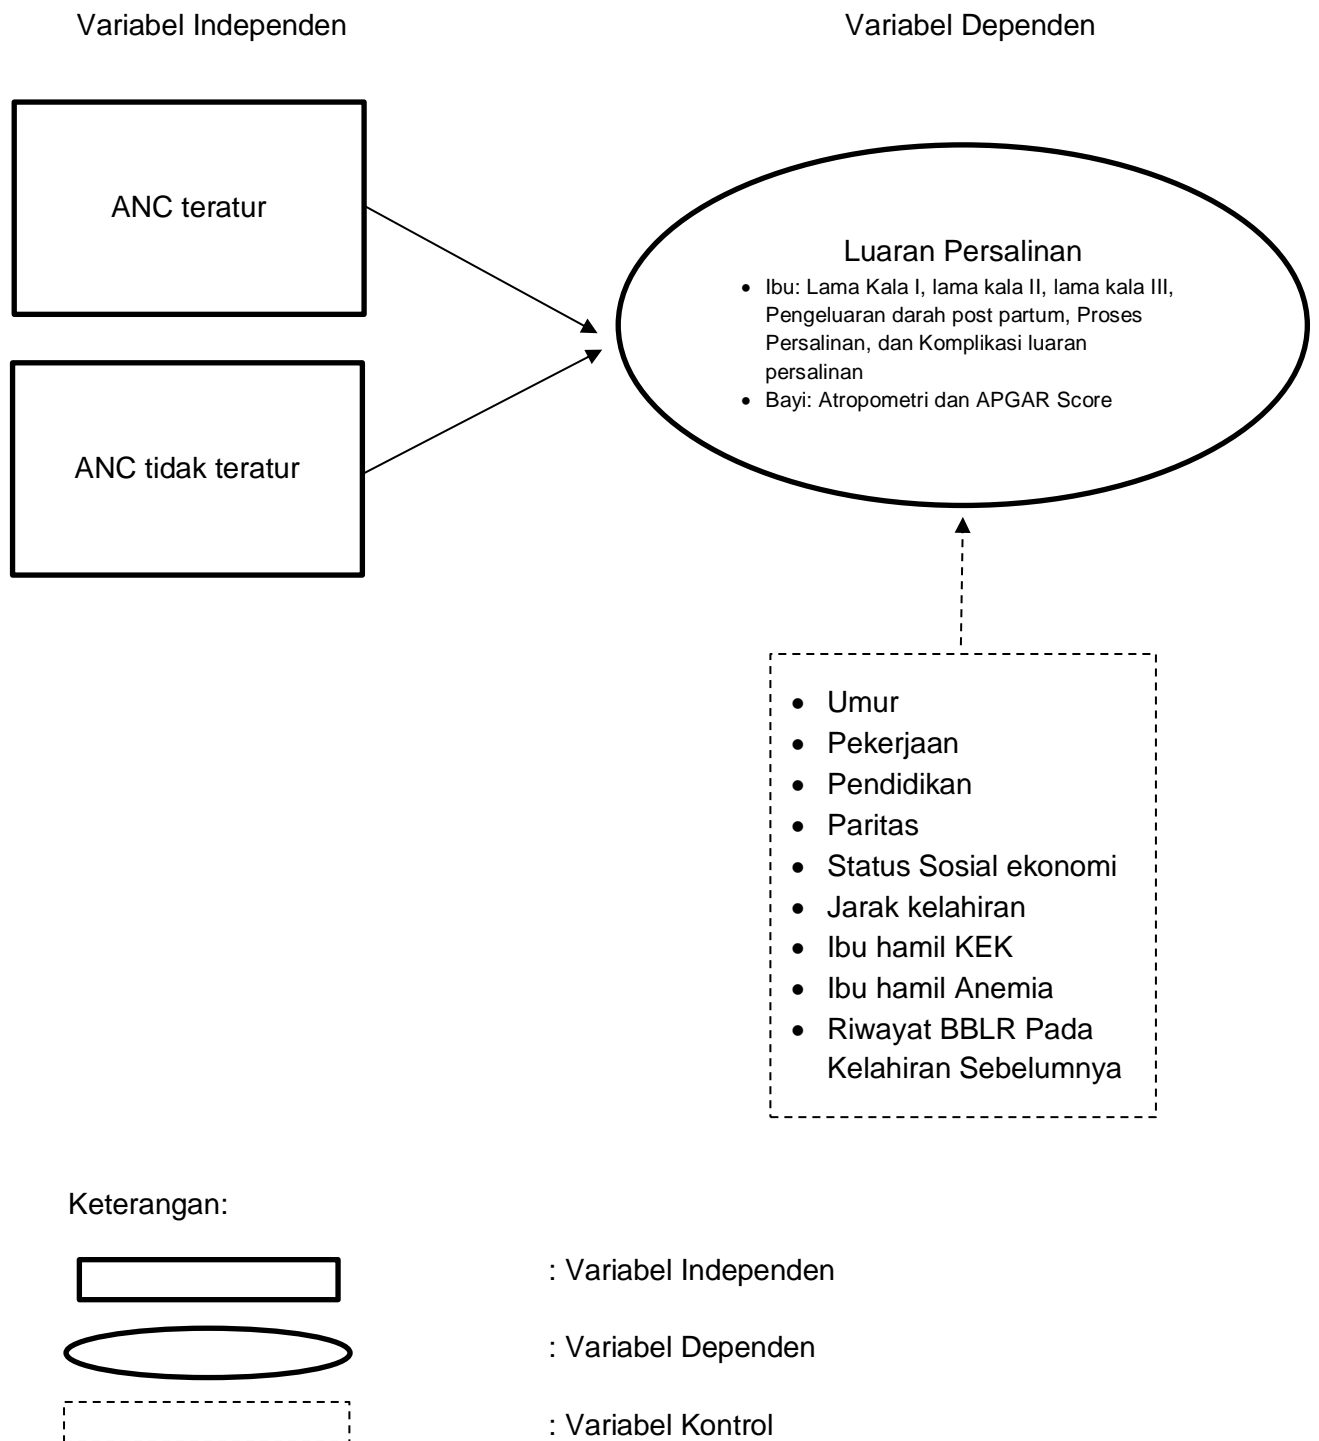 Variabel Independen
Variabel Dependen
ANC teratur
ANC tidak teratur
Luaran Persalinan
• Ibu: Lama Kala I, lama kala II, lama kala III,
Pengeluaran darah post partum, Proses
Persalinan, dan Komplikasi luaran
persalinan
• Bayi: Atropometri dan APGAR Score
• Umur
• Pekerjaan
• Pendidikan
• Paritas
• Status Sosial ekonomi
• Jarak kelahiran
• Ibu hamil KEK
• Ibu hamil Anemia
• Riwayat BBLR Pada
Kelahiran Sebelumnya
Keterangan:
: Variabel Independen
: Variabel Dependen
: Variabel Kontrol